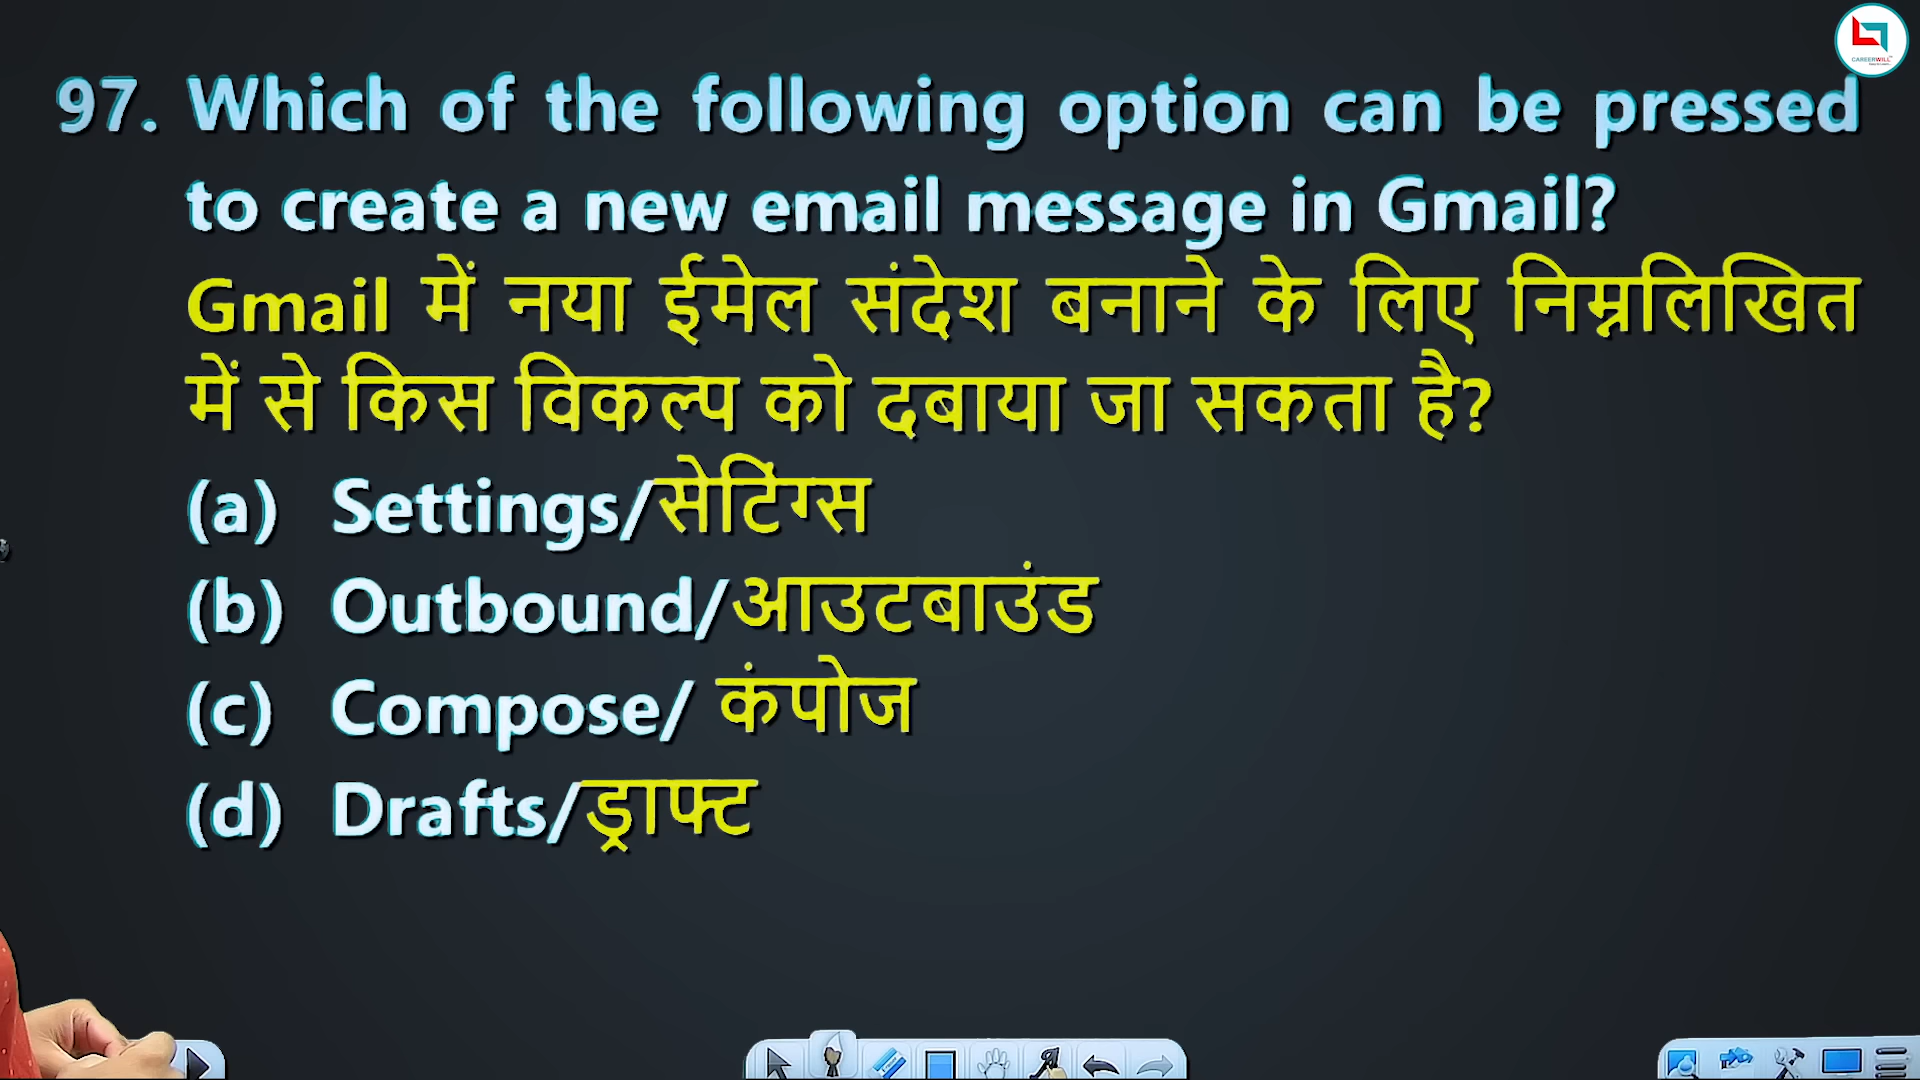 CAREERWILL
97. Which of the following option can be pressed
to create a new email message in Gmail?
Gmail में नया ईमेल संदेश बनाने के लिए निम्नलिखित
में से किस विकल्प को दबाया जा सकता है?
(a) Settings/सेटिंग्स
(b) Outbound/आउटबाउंड
(c) Compose/ कंपोज
(d) Drafts/ड्राफ्ट